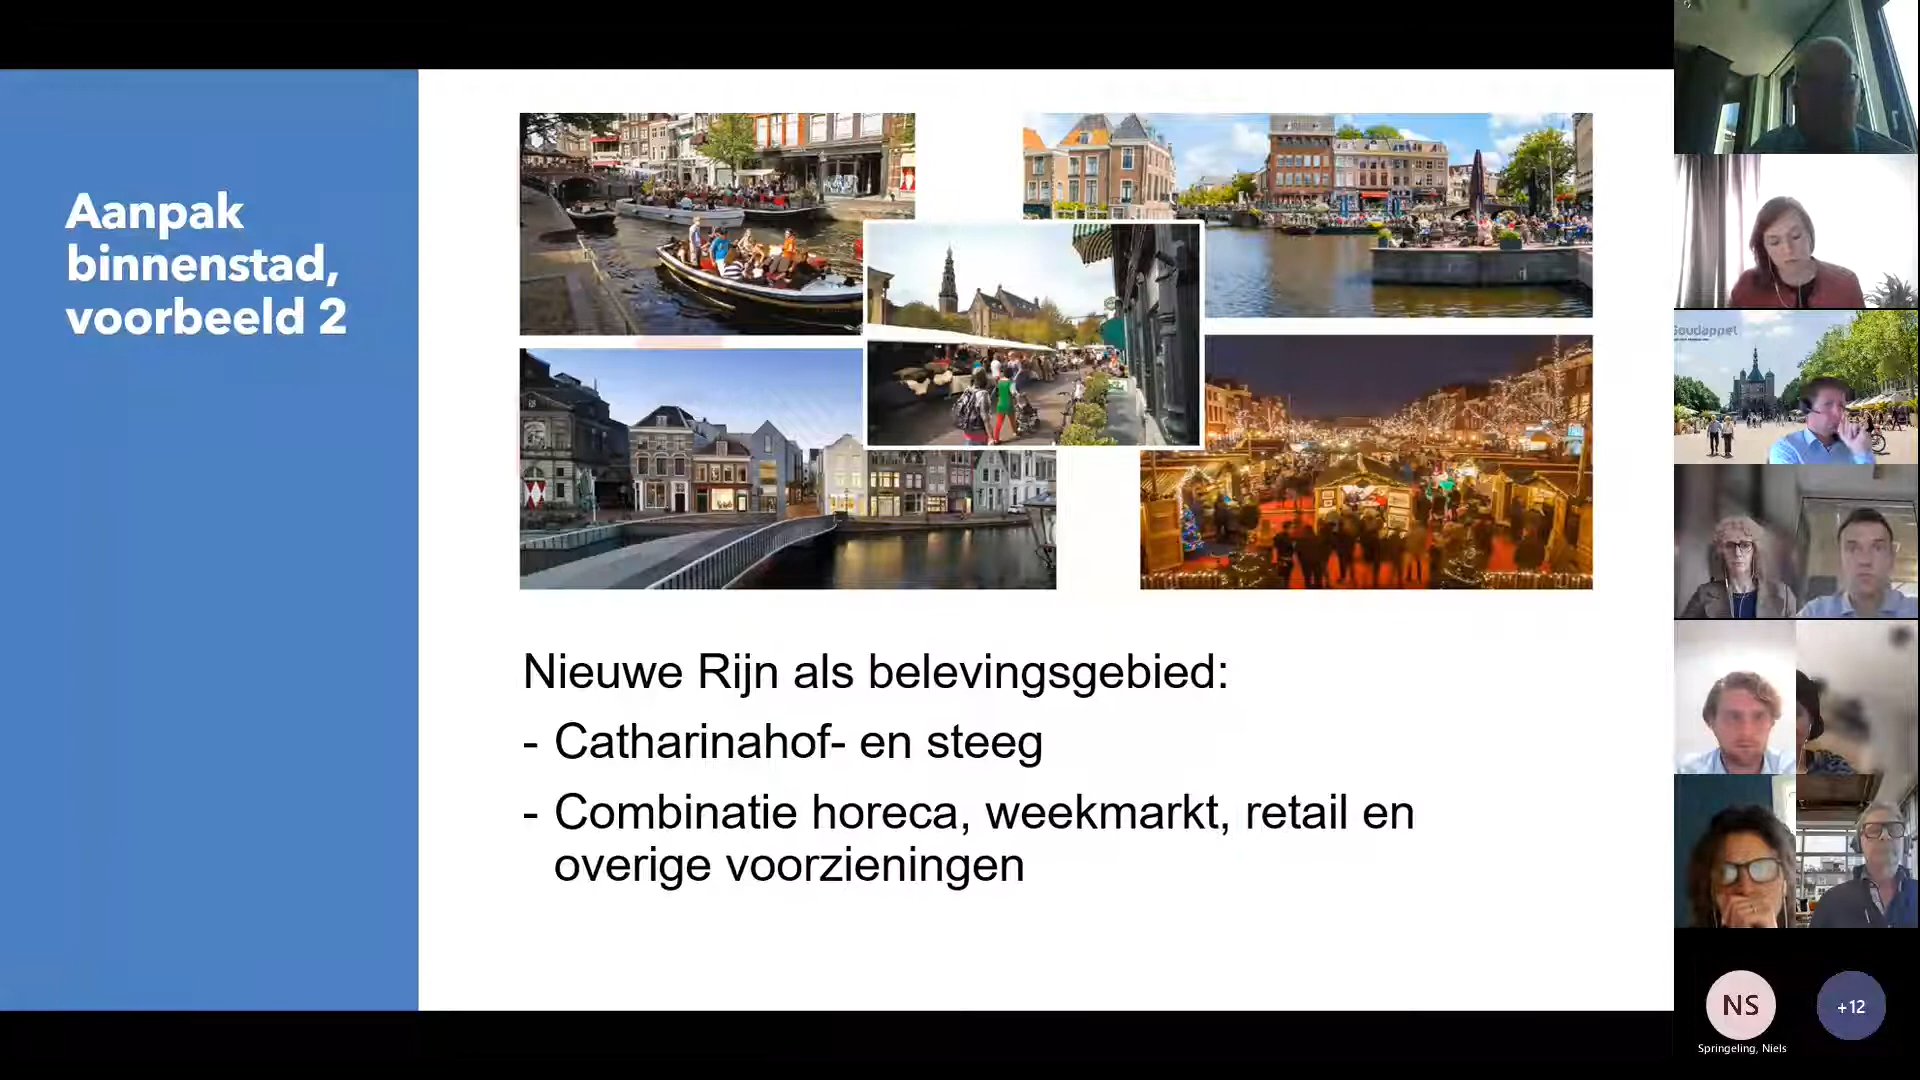 Aanpak
binnenstad,
voorbeeld 2
Nieuwe Rijn als belevingsgebied:
- Catharinahof- en steeg
- Combinatie horeca, weekmarkt, retail en
overige voorzieningen
Goudappel
NS
+12
Springeling, Niels